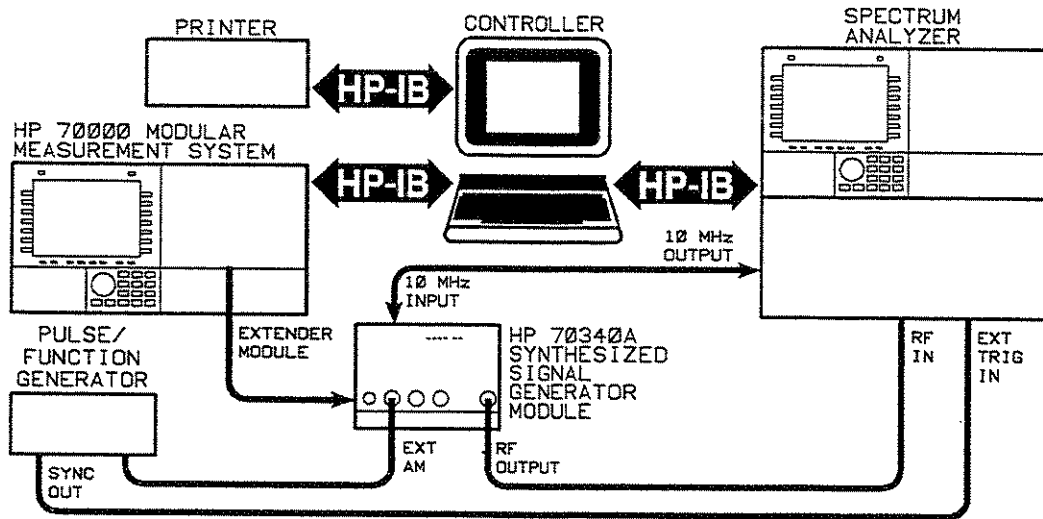 PRINTER
CONTROLLER
SPECTRUM
ANALYZER
HP-IB
HP 70000 MODULAR
MEASUREMENT SYSTEM
HP-IB
HP-IB
10 MHz
OUTPUT
10 MHz
INPUT
PULSE/
FUNCTION
GENERATOR
EXTENDER
MODULE
HP 70340A
SYNTHESIZED
SIGNAL
GENERATOR
MODULE
RF
IN
EXT
TRIG
IN
SYNC
OUT
EXT
AM
RF
OUTPUT